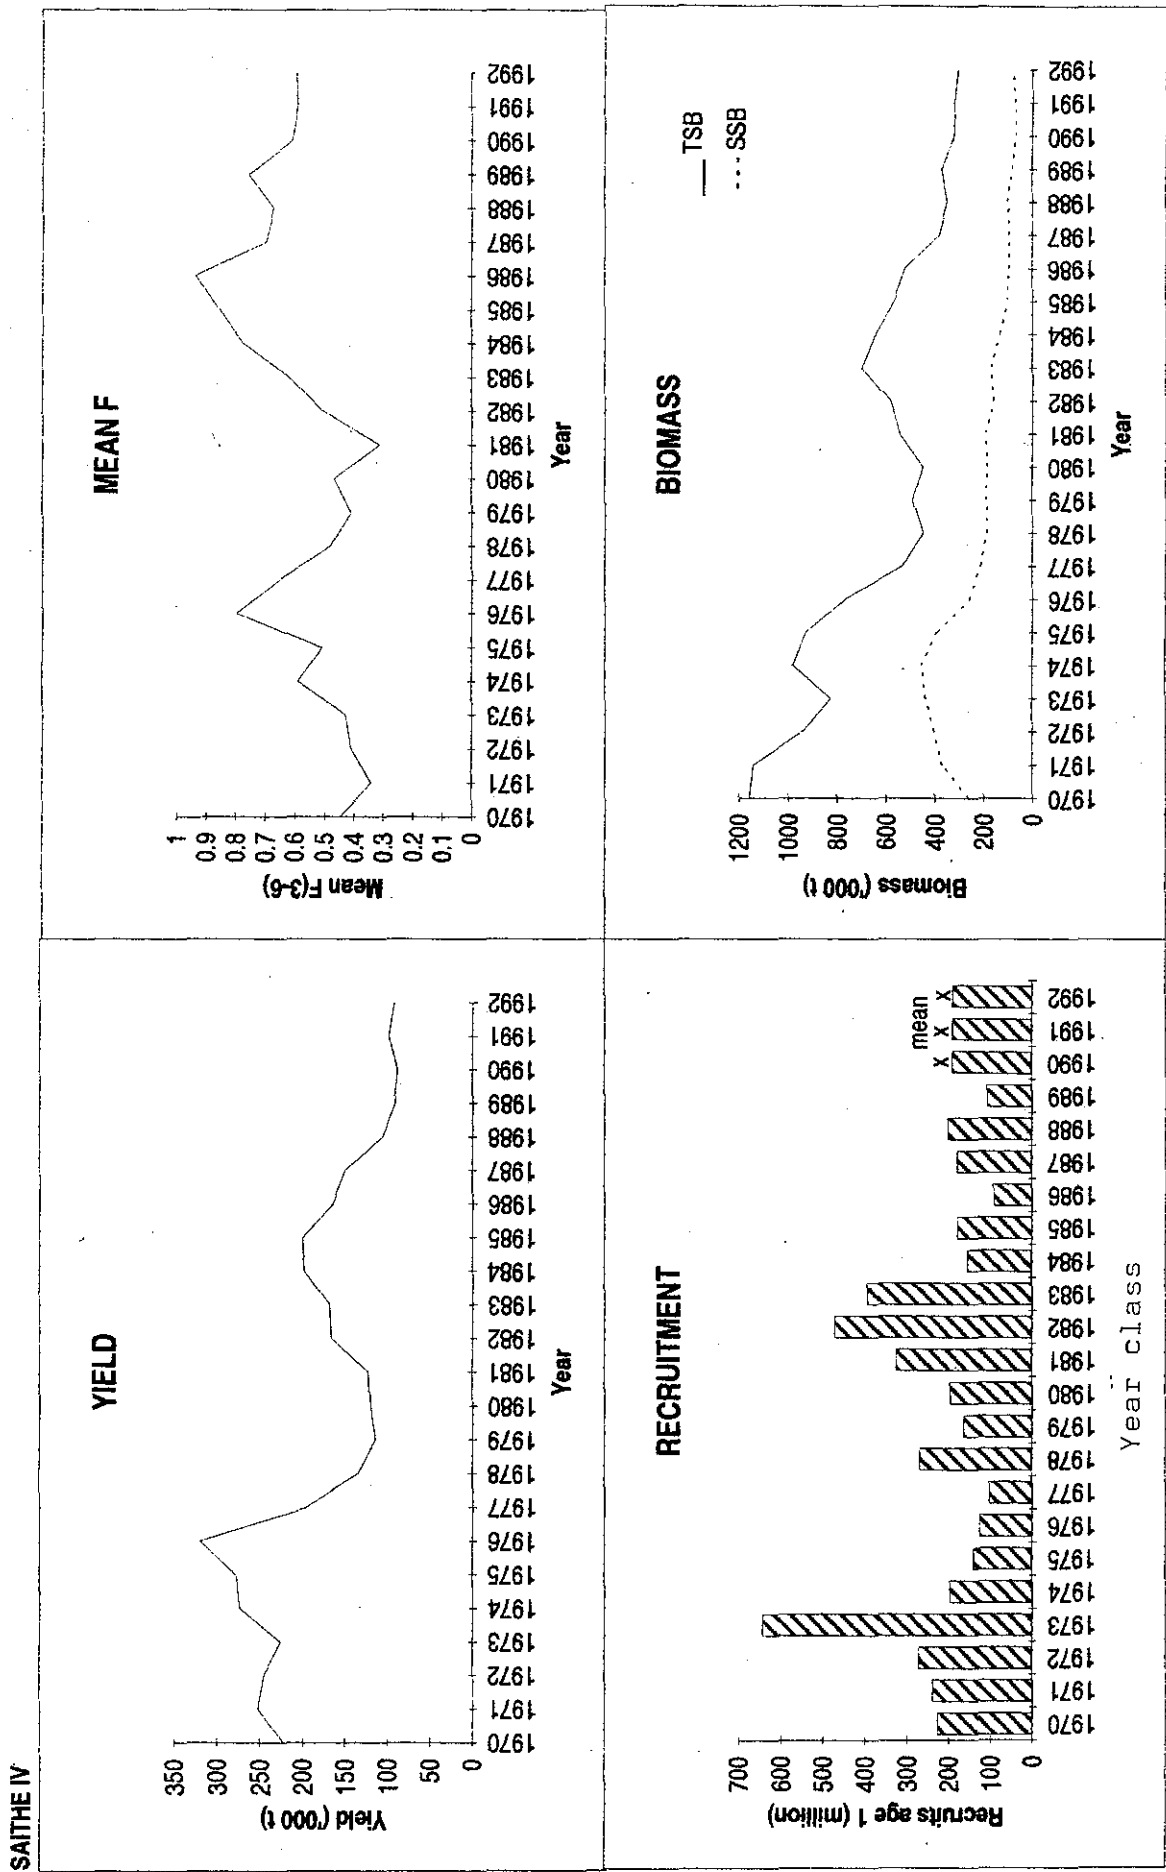 SAITHE IV
YIELD
Yield ('000 t)
350
300
250
200
150
100
50
0
1970 1971 1972 1973 1974 1975 1976 1977 1978 1979 1980 1981 1982 1983 1984 1985 1986 1987 1988 1989 1990 1991 1992
Year
MEAN F
Mean F(3-6)
1
0.9
0.8
0.7
0.6
0.5
0.4
0.3
0.2
0.1
0
1970 1971 1972 1973 1974 1975 1976 1977 1978 1979 1980 1981 1982 1983 1984 1985 1986 1987 1988 1989 1990 1991 1992
Year
RECRUITMENT
Recruits age 1 (million)
700
600
500
400
300
200
100
0
mean
x x x
1970 1971 1972 1973 1974 1975 1976 1977 1978 1979 1980 1981 1982 1983 1984 1985 1986 1987 1988 1989 1990 1991 1992
Year class
BIOMASS
Biomass ('000 t)
1200
1000
800
600
400
200
0
TSB
SSB
1970 1971 1972 1973 1974 1975 1976 1977 1978 1979 1980 1981 1982 1983 1984 1985 1986 1987 1988 1989 1990 1991 1992
Year